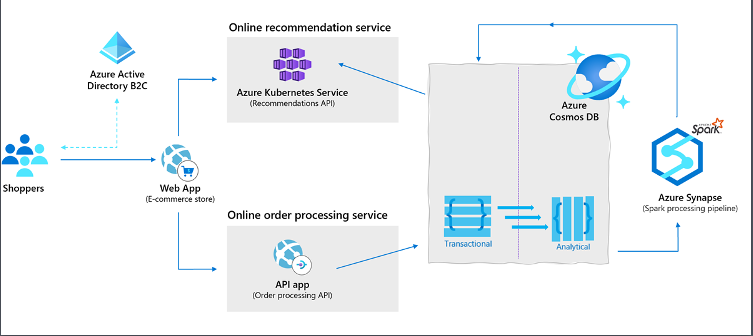 Online recommendation service
Azure Active
Directory B2C
Azure Kubernetes Service
(Recommendations API)
Azure
Cosmos DB
APACHE
Spark
Shoppers
Web App
(E-commerce store)
Azure Synapse
(Spark processing pipeline)
Online order processing service
Transactional
Analytical
API app
(Order processing API)